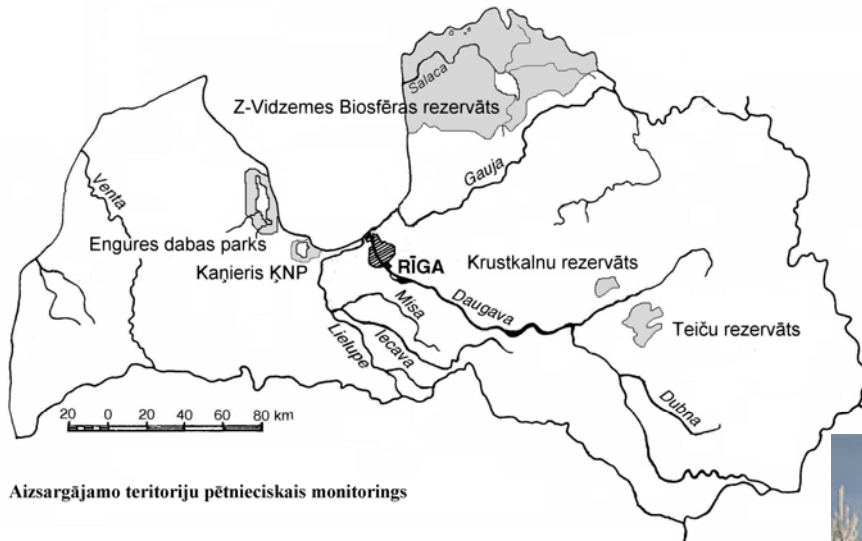 Salaca
Z-Vidzemes Biosfēras rezervāts
Gauja
Venta
Engures dabas parks
Kaņieris ĶNP
RĪGA
Krustkalnu rezervāts
Misa
Daugava
Teiču rezervāts
Iecava
Lielupe
Dubna
20 0 20 40 60 80 km
Aizsargājamo teritoriju pētnieciskais monitorings